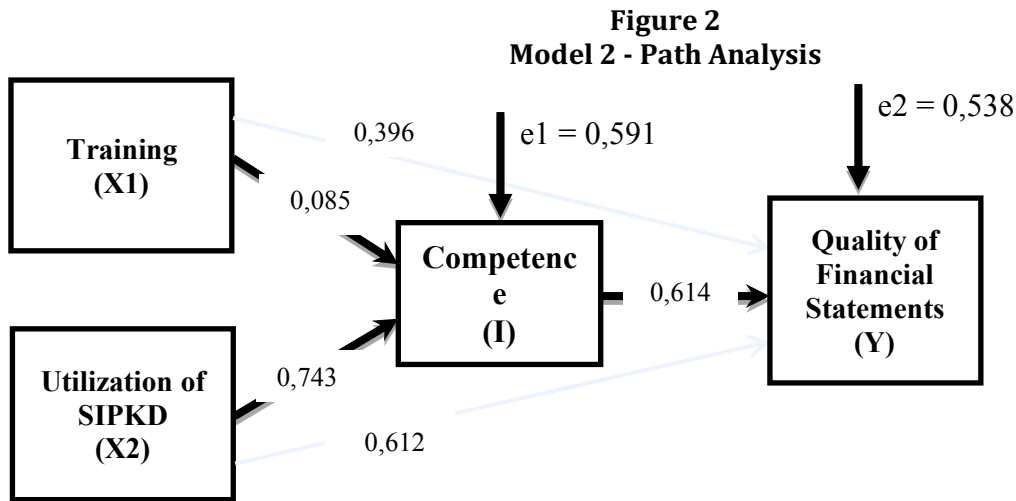 Figure 2
Model 2 - Path Analysis
Training
(X1)
0,396
e1 = 0,591
e2 = 0,538
0,085
Competenc
e
(I)
0,614
Quality of
Financial
Statements
(Y)
Utilization of
SIPKD
(X2)
0,743
0,612